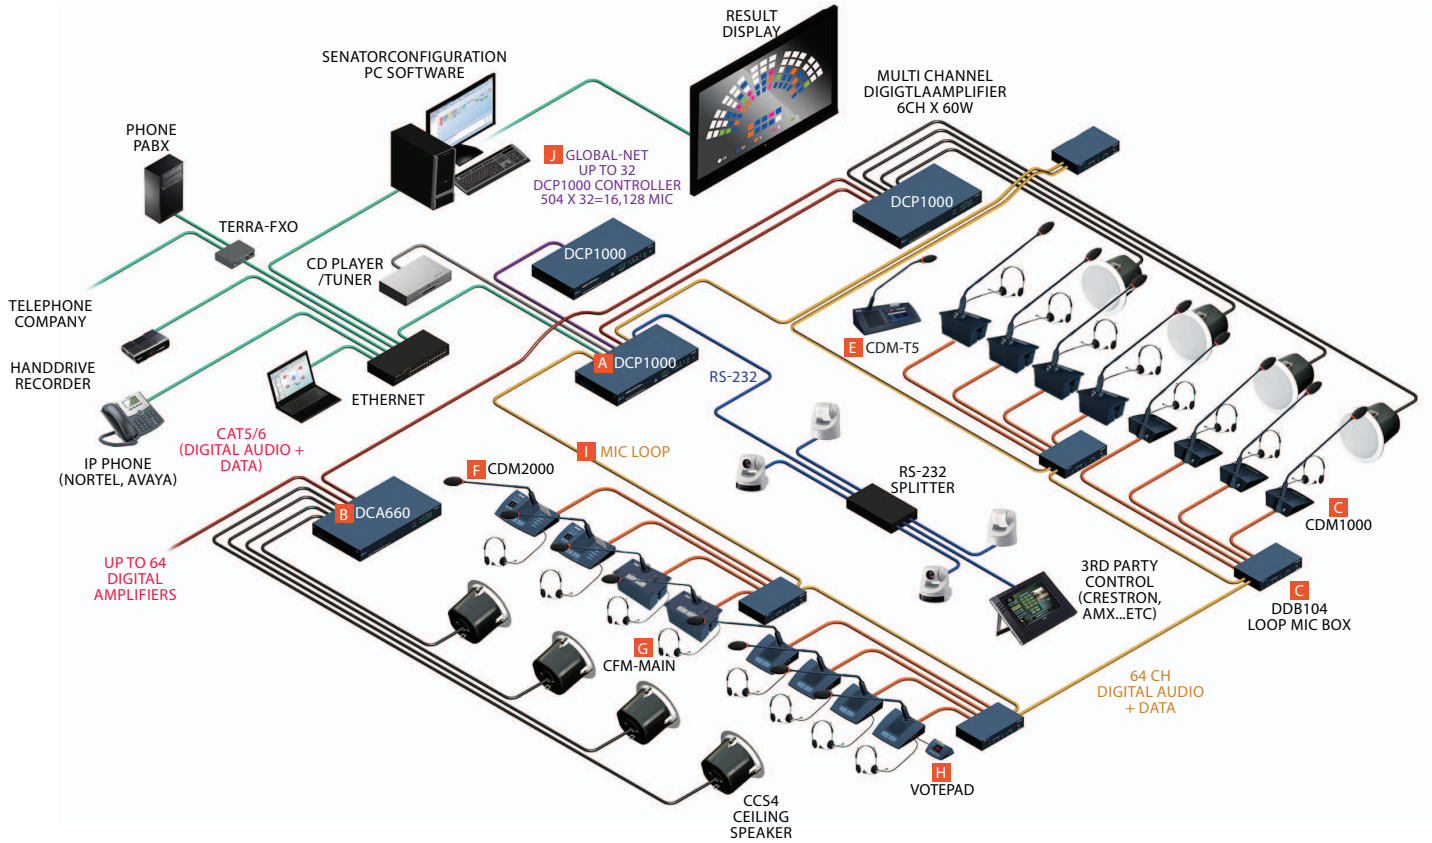 RESULT
DISPLAY
SENATORCONFIGURATION
PC SOFTWARE
MULTI CHANNEL
DIGIGTLAAMPLIFIER
6CH X 60W
PHONE
PABX
J GLOBAL-NET
UP TO 32
DCP1000 CONTROLLER
504 X 32=16,128 MIC
DCP1000
TERRA-FXO
DCP1000
CD PLAYER
/TUNER
TELEPHONE
COMPANY
E CDM-T5
A DCP1000
HANDDRIVE
RECORDER
RS-232
ETHERNET
CAT5/6
(DIGITAL AUDIO +
DATA)
IP PHONE
(NORTEL, AVAYA)
I MIC LOOP
F CDM2000
RS-232
SPLITTER
B DCA660
C
CDM1000
UP TO 64
DIGITAL
AMPLIFIERS
3RD PARTY
CONTROL
(CRESTRON,
AMX...ETC)
C
DDB104
LOOP MIC BOX
G
CFM-MAIN
64 CH
DIGITAL AUDIO
+ DATA
H
VOTEPAD
CCS4
CEILING
SPEAKER